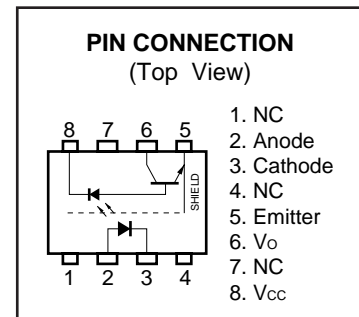 PIN CONNECTION
(Top View)
8 7 6 5
SHIELD
1 2 3 4
1. NC
2. Anode
3. Cathode
4. NC
5. Emitter
6. Vo
7. NC
8. Vcc